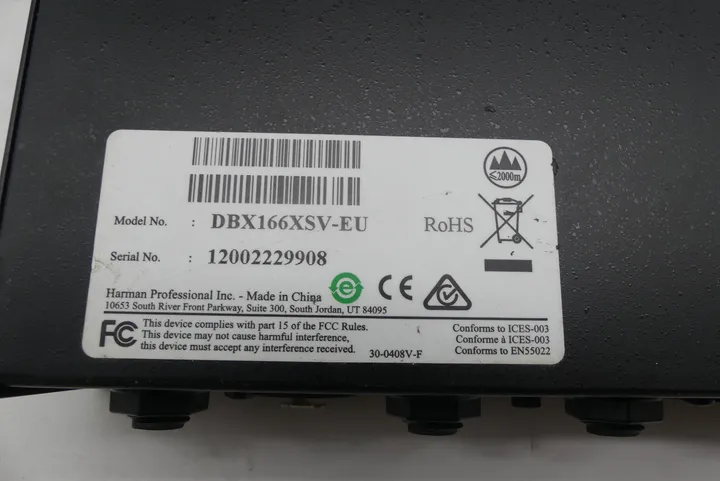 ≤2000m
Model No. : DBX166XSV-EU
RoHS
Serial No. : 12002229908
Harman Professional Inc. - Made in China
10653 South River Front Parkway, Suite 300, South Jordan, UT 84095
FC This device complies with part 15 of the FCC Rules.
This device may not cause harmful interference,
this device must accept any interference received.
30-0408V-F
e
CE
Conforms to ICES-003
Conforme à ICES-003
Conforms to EN55022